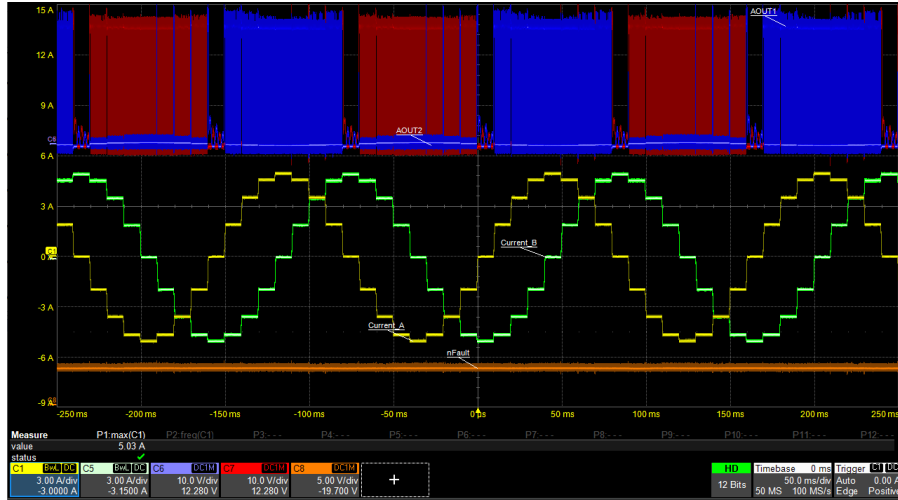 15 A
AOUT1
12 A
9 A
C6
AOUT2
6 A
3 A
Current_B
C1
0 A
-3 A
Current_A
nFault
-6 A
C8
-9 A
-250 ms -200 ms -150 ms -100 ms -50 ms 0 µs 50 ms 100 ms 150 ms 200 ms 250 ms
Measure P1:max(C1) P2:freq(C1) P3:--- P4:--- P5:--- P6:--- P7:--- P8:--- P9:--- P10:--- P11:--- P12:---
value 5.03 A
status
C1 BwL DC C5 BwL DC C6 DC1M C7 DC1M C8 DC1M HD Timebase 0 ms Trigger C1 DC
3.00 A/div 3.00 A/div 10.0 V/div 10.0 V/div 5.00 V/div + 12 Bits 50.0 ms/div Auto 0.00 A
-3.0000 A -3.1500 A 12.280 V 12.280 V -19.700 V 50 MS 100 MS/s Edge Positive